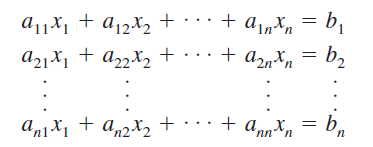 a₁₁x₁ + a₁₂x₂ + · · · + a₁ₙxₙ = b₁
a₂₁x₁ + a₂₂x₂ + · · · + a₂ₙxₙ = b₂
⋮ ⋮ ⋮ ⋮
aₙ₁x₁ + aₙ₂x₂ + · · · + aₙₙxₙ = bₙ